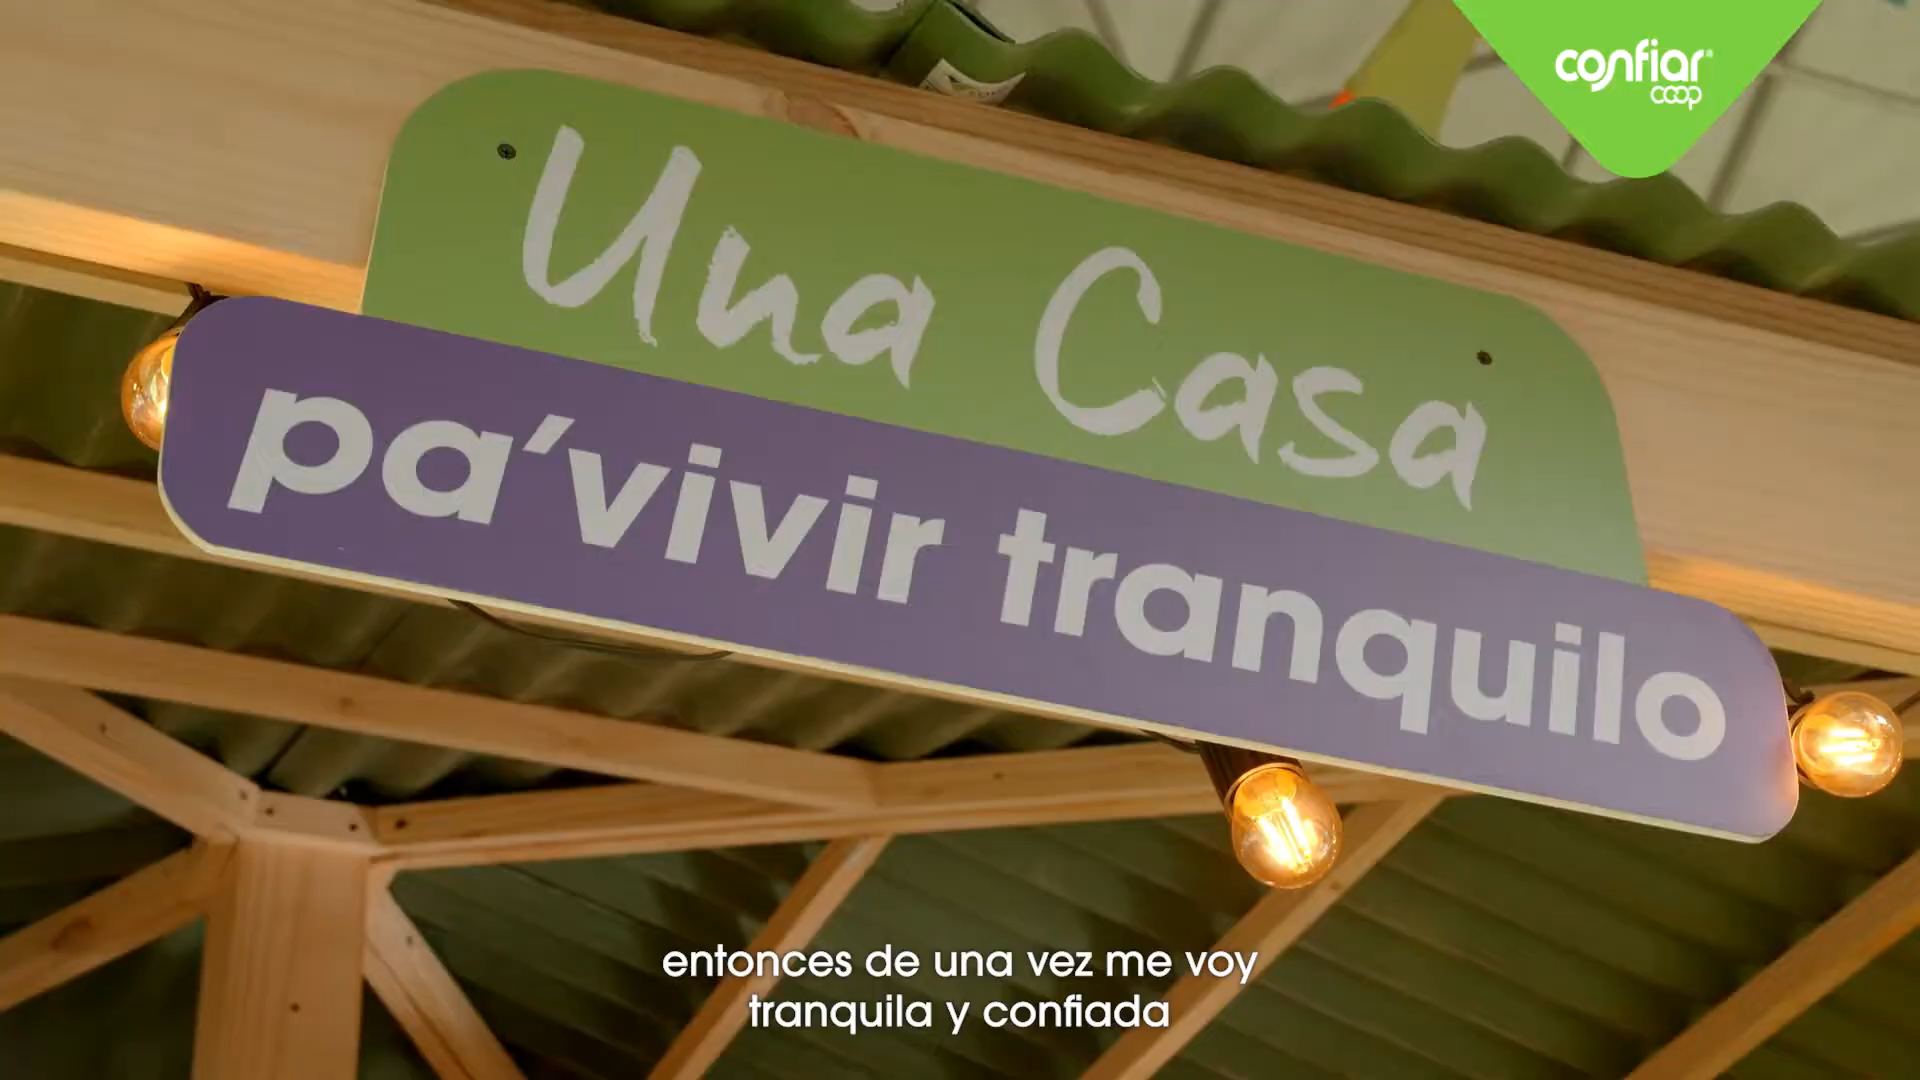 confiar
coop
Una Casa
pa'vivir tranquilo
entonces de una vez me voy
tranquila y confiada